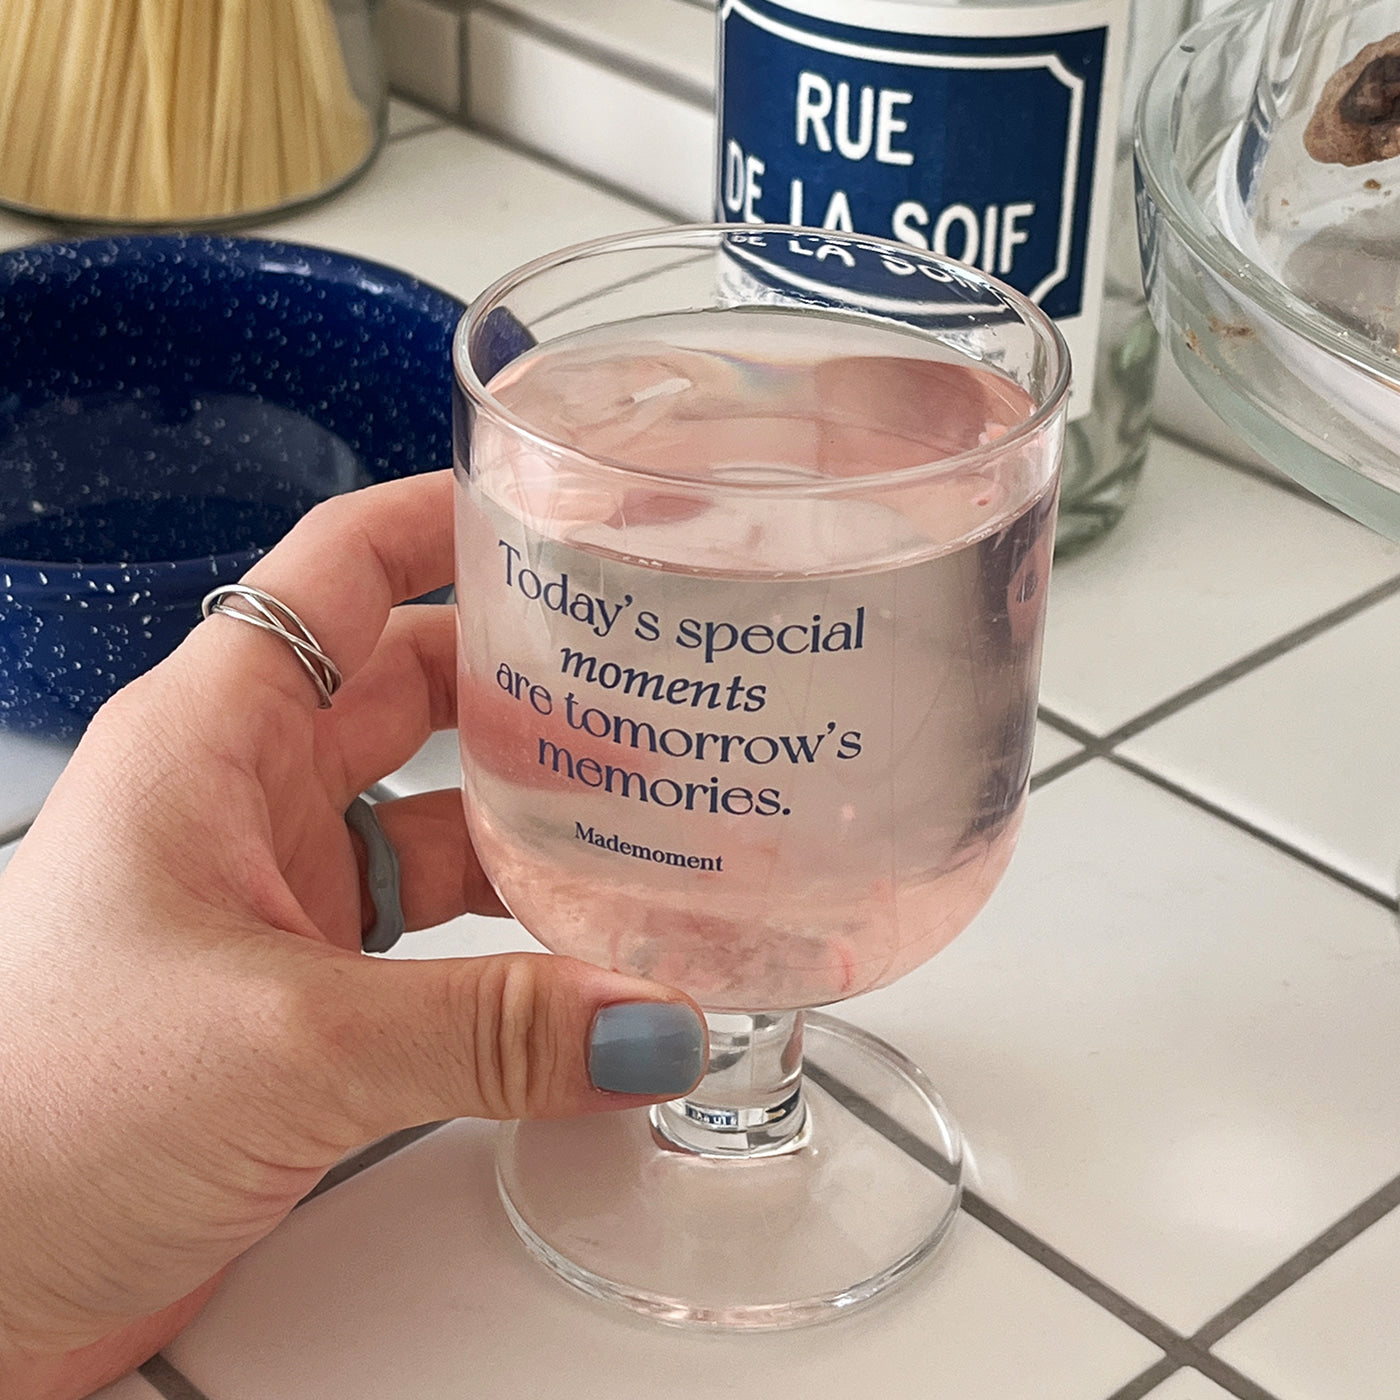 RUE
DE LA SOIF
Today's special
moments
are tomorrow's
memories.
Mademoment